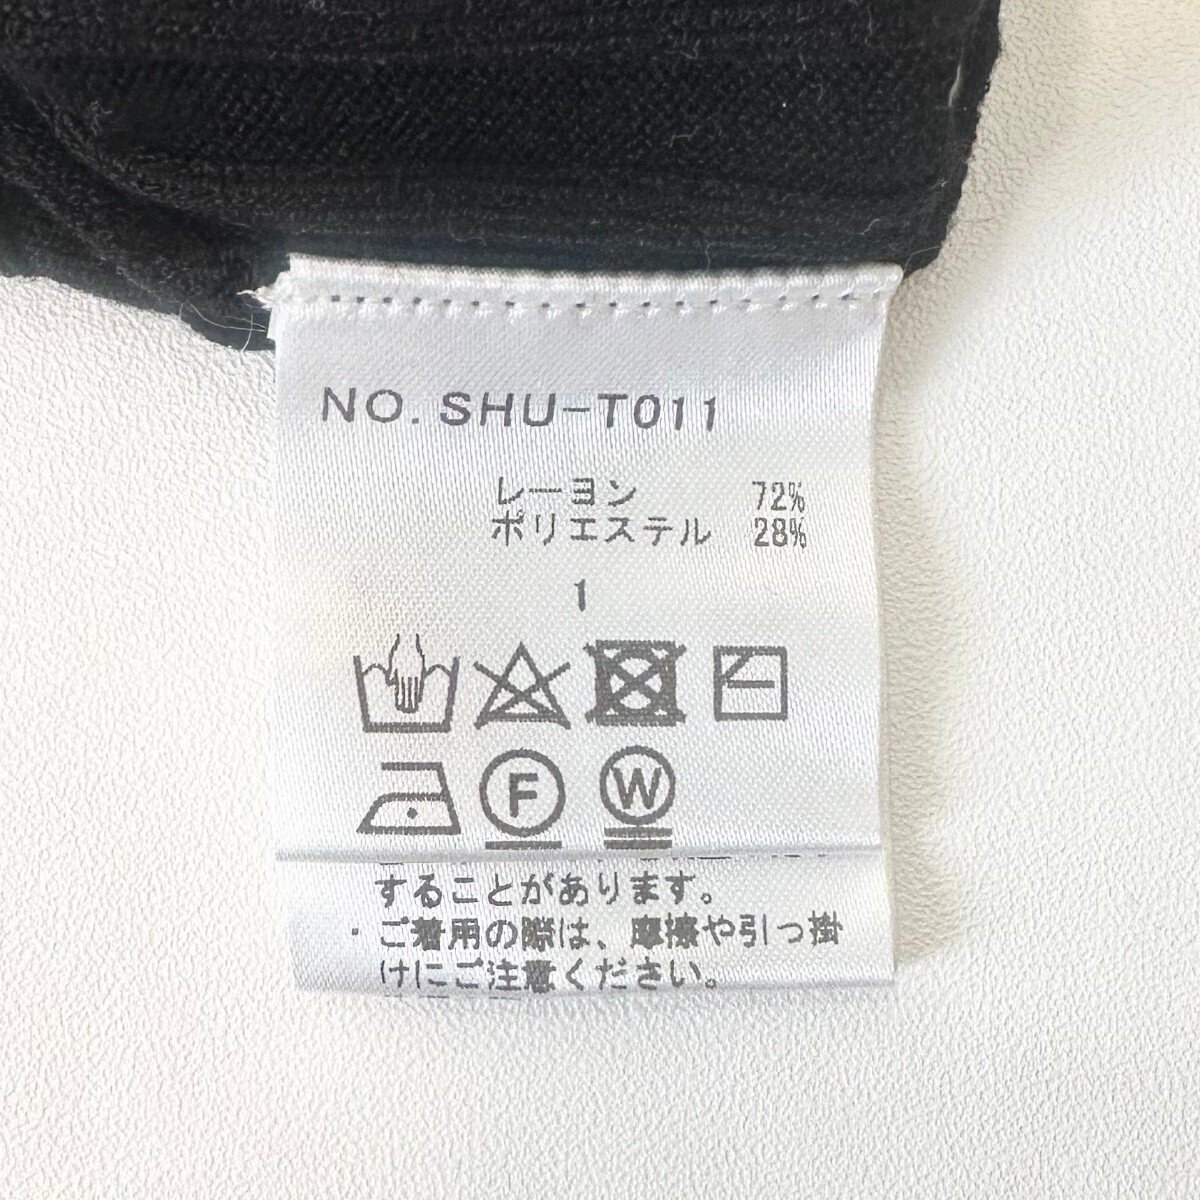 NO. SHU-T011
レーヨン 72%
ポリエステル 28%
1
F W
することがあります。
・ご着用の際は、摩擦や引っ掛
けにご注意ください。